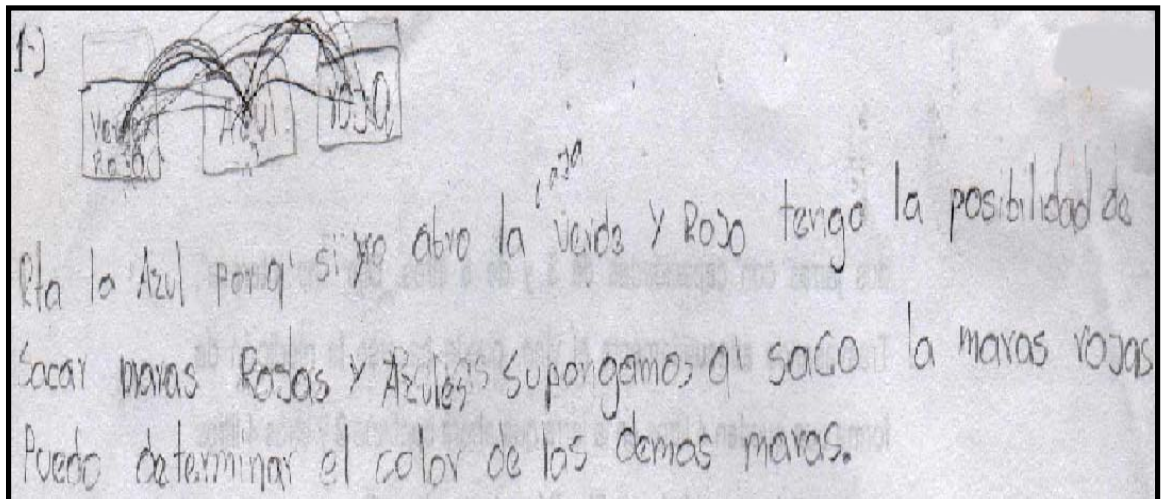 1-)
Verde Azul Rojo
Rojo
Rta la Azul porq' si yo abro la caja Verde y Rojo tengo la posibilidad de
Sacar maras Rojas y Azules supongamos q' saco la maras rojas
Puedo determinar el color de las demas maras.